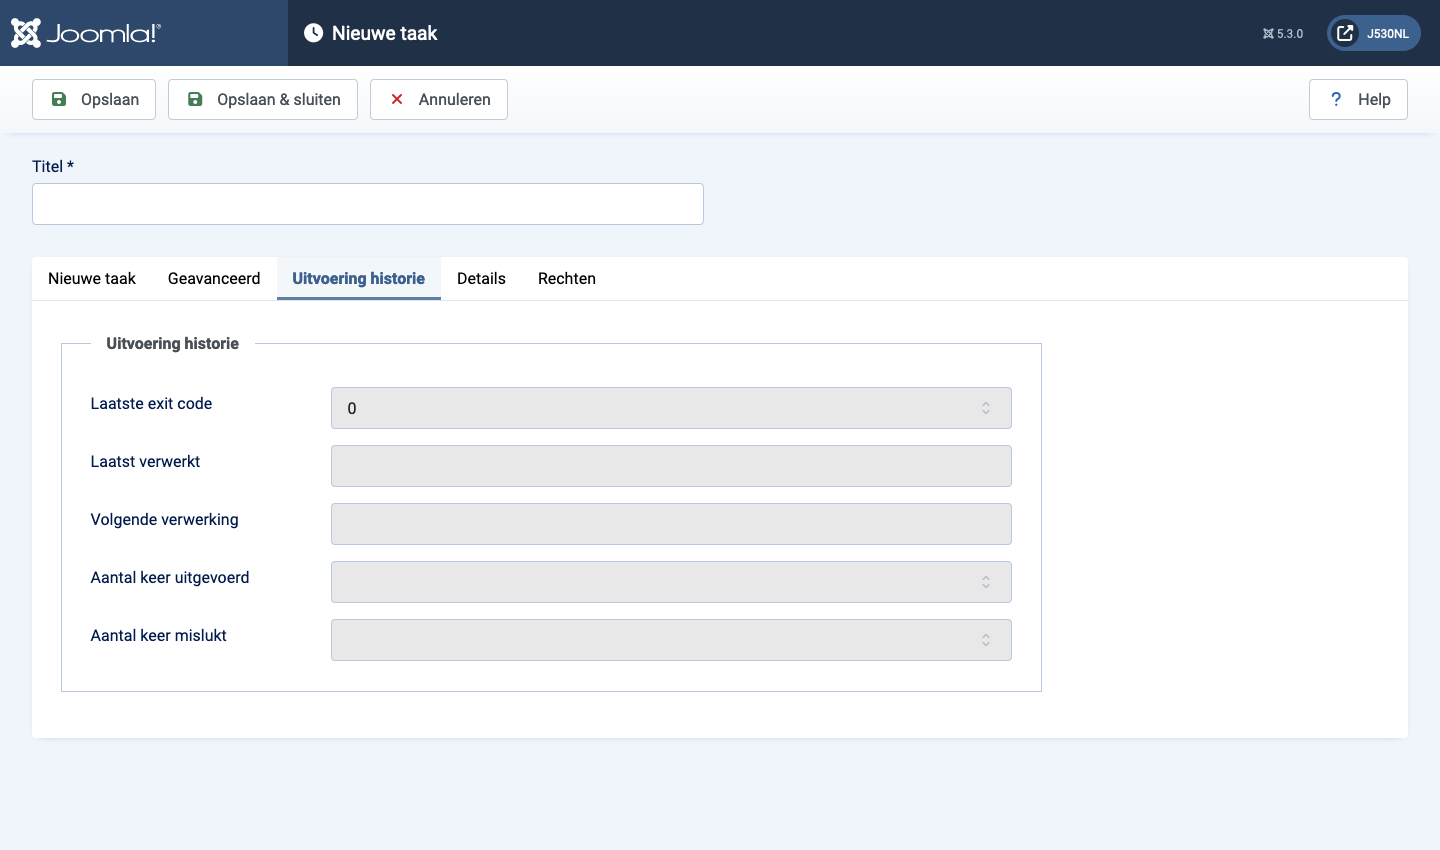 Joomla!®
Nieuwe taak
5.3.0
J530NL
Opslaan
Opslaan & sluiten
Annuleren
? Help
Titel *
Nieuwe taak
Geavanceerd
Uitvoering historie
Details
Rechten
Uitvoering historie
Laatste exit code
0
Laatst verwerkt
Volgende verwerking
Aantal keer uitgevoerd
Aantal keer mislukt